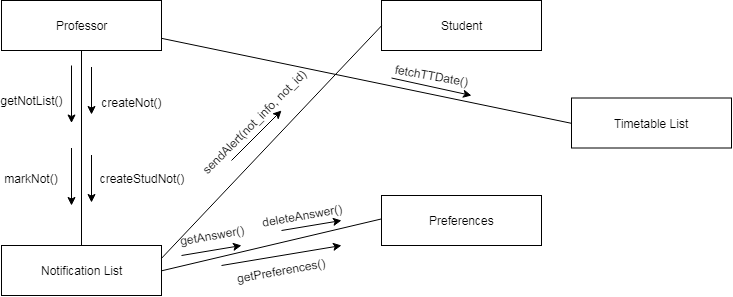 Professor
Student
fetchTTDate()
getNotList()
createNot()
sendAlert(not_info, not_id)
Timetable List
markNot()
createStudNot()
deleteAnswer()
Preferences
getAnswer()
Notification List
getPreferences()